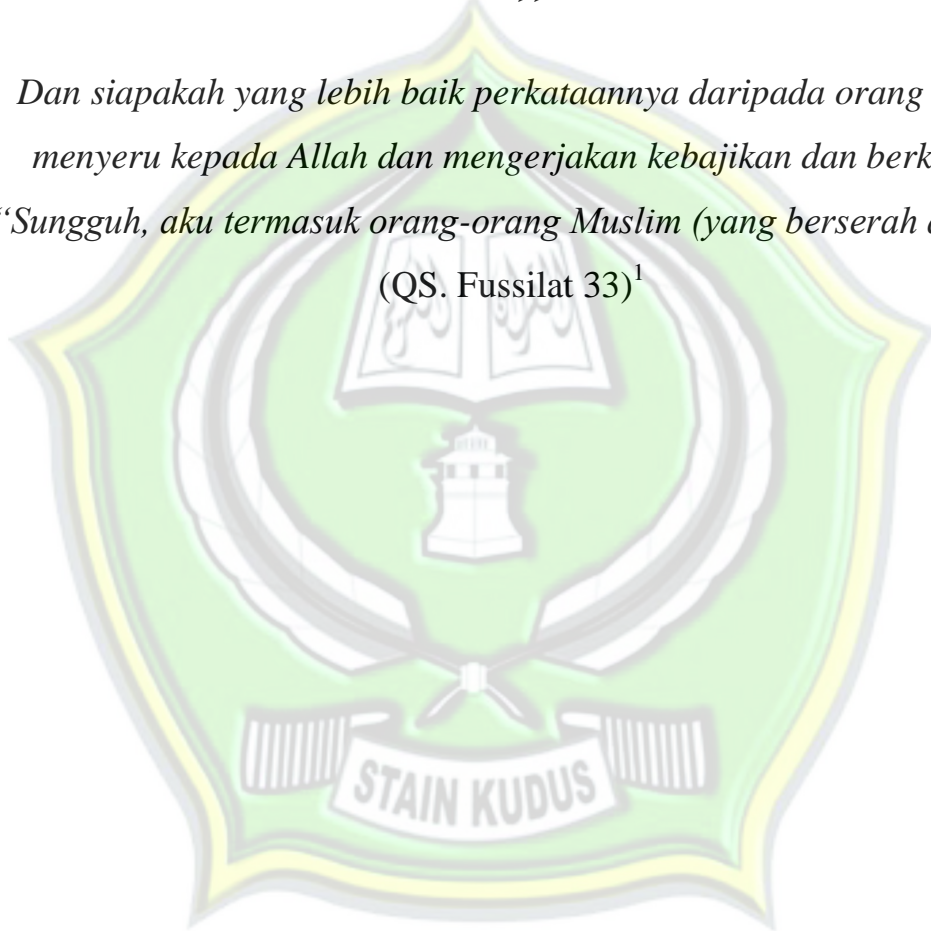 Dan siapakah yang lebih baik perkataannya daripada orang
menyeru kepada Allah dan mengerjakan kebajikan dan berk
“Sungguh, aku termasuk orang-orang Muslim (yang berserah
(QS. Fussilat 33)1
STAIN KUDUS